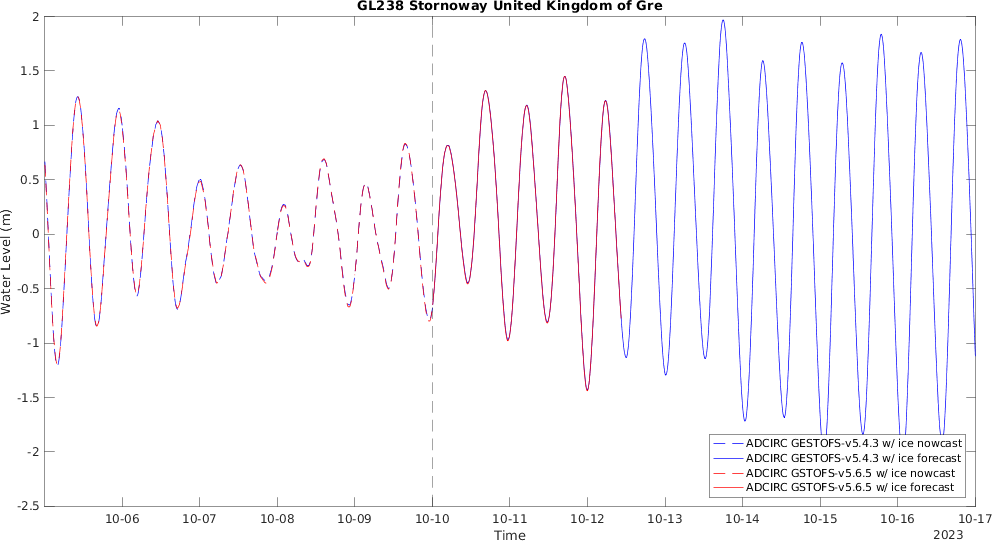 GL238 Stornoway United Kingdom of Gre
2
1.5
1
0.5
0
-0.5
-1
-1.5
-2
-2.5
Water Level (m)
ADCIRC GESTOFS-v5.4.3 w/ ice nowcast
ADCIRC GESTOFS-v5.4.3 w/ ice forecast
ADCIRC GSTOFS-v5.6.5 w/ ice nowcast
ADCIRC GSTOFS-v5.6.5 w/ ice forecast
10-06 10-07 10-08 10-09 10-10 10-11 10-12 10-13 10-14 10-15 10-16 10-17
Time
2023